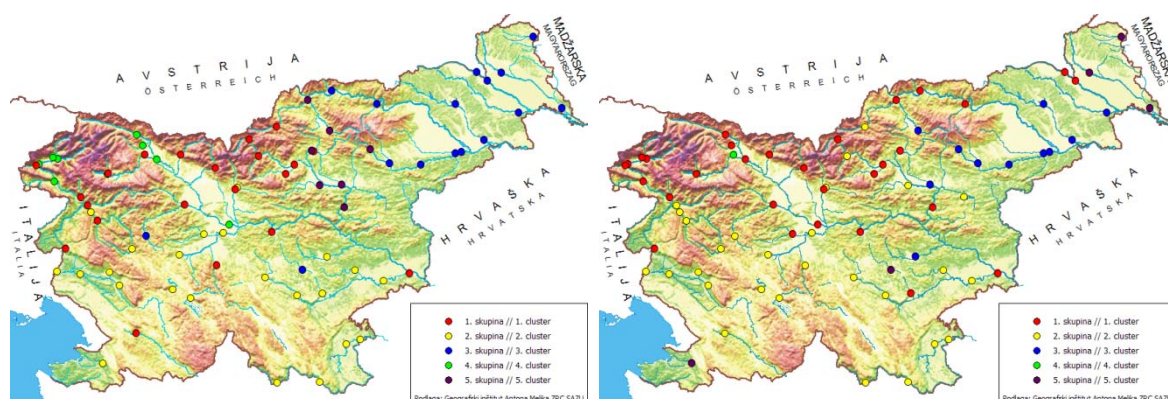 AVSTRIJA
ÖSTERREICH
MADŽARSKA
MAGYARORSZÁG
HRVAŠKA
HRVATSKA
ITALIJA
ITALIA
1. skupina // 1. cluster
2. skupina // 2. cluster
3. skupina // 3. cluster
4. skupina // 4. cluster
5. skupina // 5. cluster
Podlaga: Geografski inštitut Antona Melika ZRC SAZU
AVSTRIJA
ÖSTERREICH
MADŽARSKA
MAGYARORSZÁG
HRVAŠKA
HRVATSKA
ITALIJA
ITALIA
1. skupina // 1. cluster
2. skupina // 2. cluster
3. skupina // 3. cluster
4. skupina // 4. cluster
5. skupina // 5. cluster
Podlaga: Geografski inštitut Antona Melika ZRC SAZU